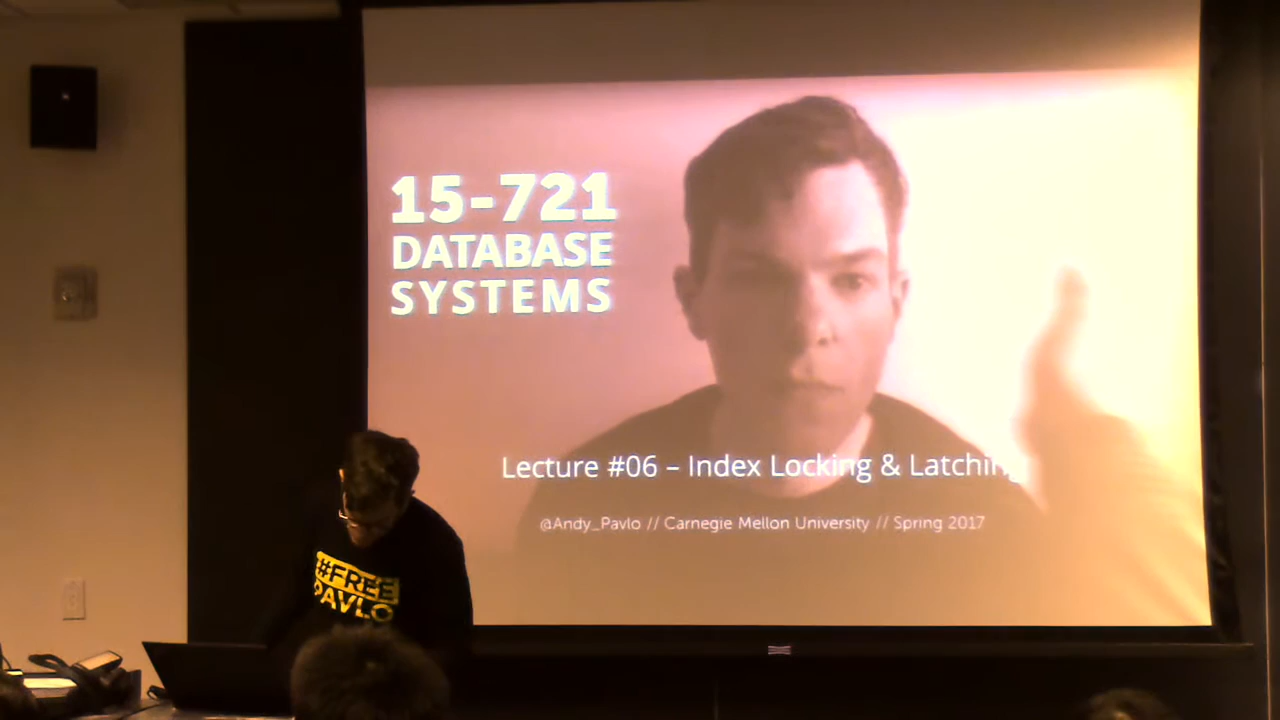 15-721
DATABASE
SYSTEMS
Lecture #06 – Index Locking & Latching
@Andy_Pavlo // Carnegie Mellon University // Spring 2017
#FREE
PAVLO